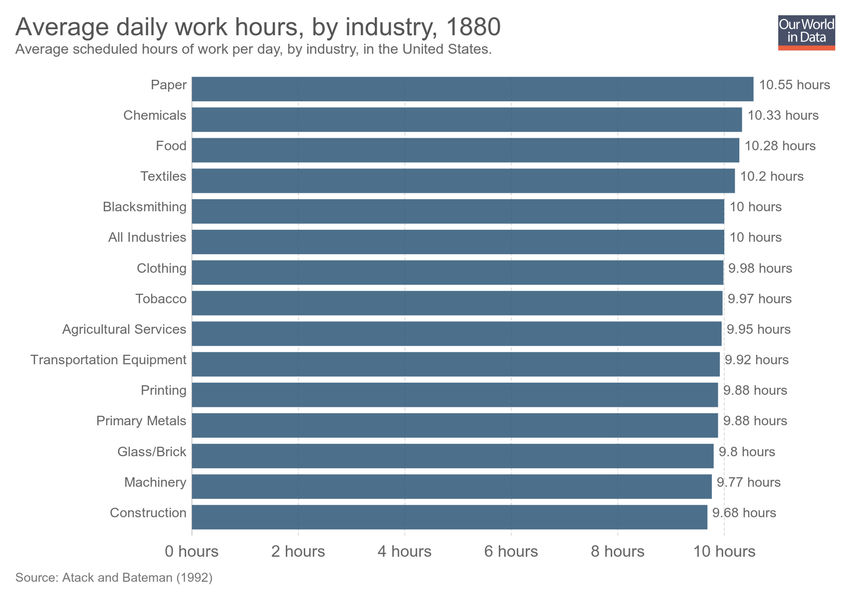 Average daily work hours, by industry, 1880
Average scheduled hours of work per day, by industry, in the United States.
Our World
in Data
Paper 10.55 hours
Chemicals 10.33 hours
Food 10.28 hours
Textiles 10.2 hours
Blacksmithing 10 hours
All Industries 10 hours
Clothing 9.98 hours
Tobacco 9.97 hours
Agricultural Services 9.95 hours
Transportation Equipment 9.92 hours
Printing 9.88 hours
Primary Metals 9.88 hours
Glass/Brick 9.8 hours
Machinery 9.77 hours
Construction 9.68 hours
0 hours 2 hours 4 hours 6 hours 8 hours 10 hours
Source: Atack and Bateman (1992)